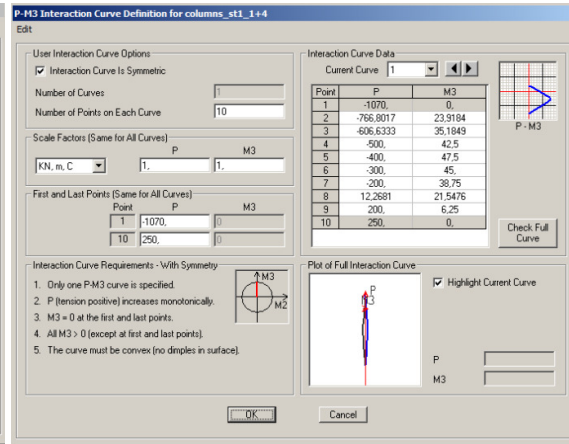 P-M3 Interaction Curve Definition for columns_st1_1+4
Edit
User Interaction Curve Options
Interaction Curve Is Symmetric
Number of Curves 1
Number of Points on Each Curve 10
Scale Factors (Same for All Curves)
P M3
KN, m, C 1, 1,
First and Last Points (Same for All Curves)
Point P M3
1 -1070, 0
10 250, 0
Interaction Curve Requirements - With Symmetry
1. Only one P-M3 curve is specified.
2. P (tension positive) increases monotonically.
3. M3 = 0 at the first and last points.
4. All M3 > 0 (except at first and last points).
5. The curve must be convex (no dimples in surface).
M3
M2
Interaction Curve Data
Current Curve 1
Point P M3
1 -1070, 0,
2 -766,8017 23,9184
3 -606,6333 35,1849
4 -500, 42,5
5 -400, 47,5
6 -300, 45,
7 -200, 38,75
8 12,2681 21,5476
9 200, 6,25
10 250, 0,
P - M3
Check Full
Curve
Plot of Full Interaction Curve
P
M3
Highlight Current Curve
P
M3
OK Cancel